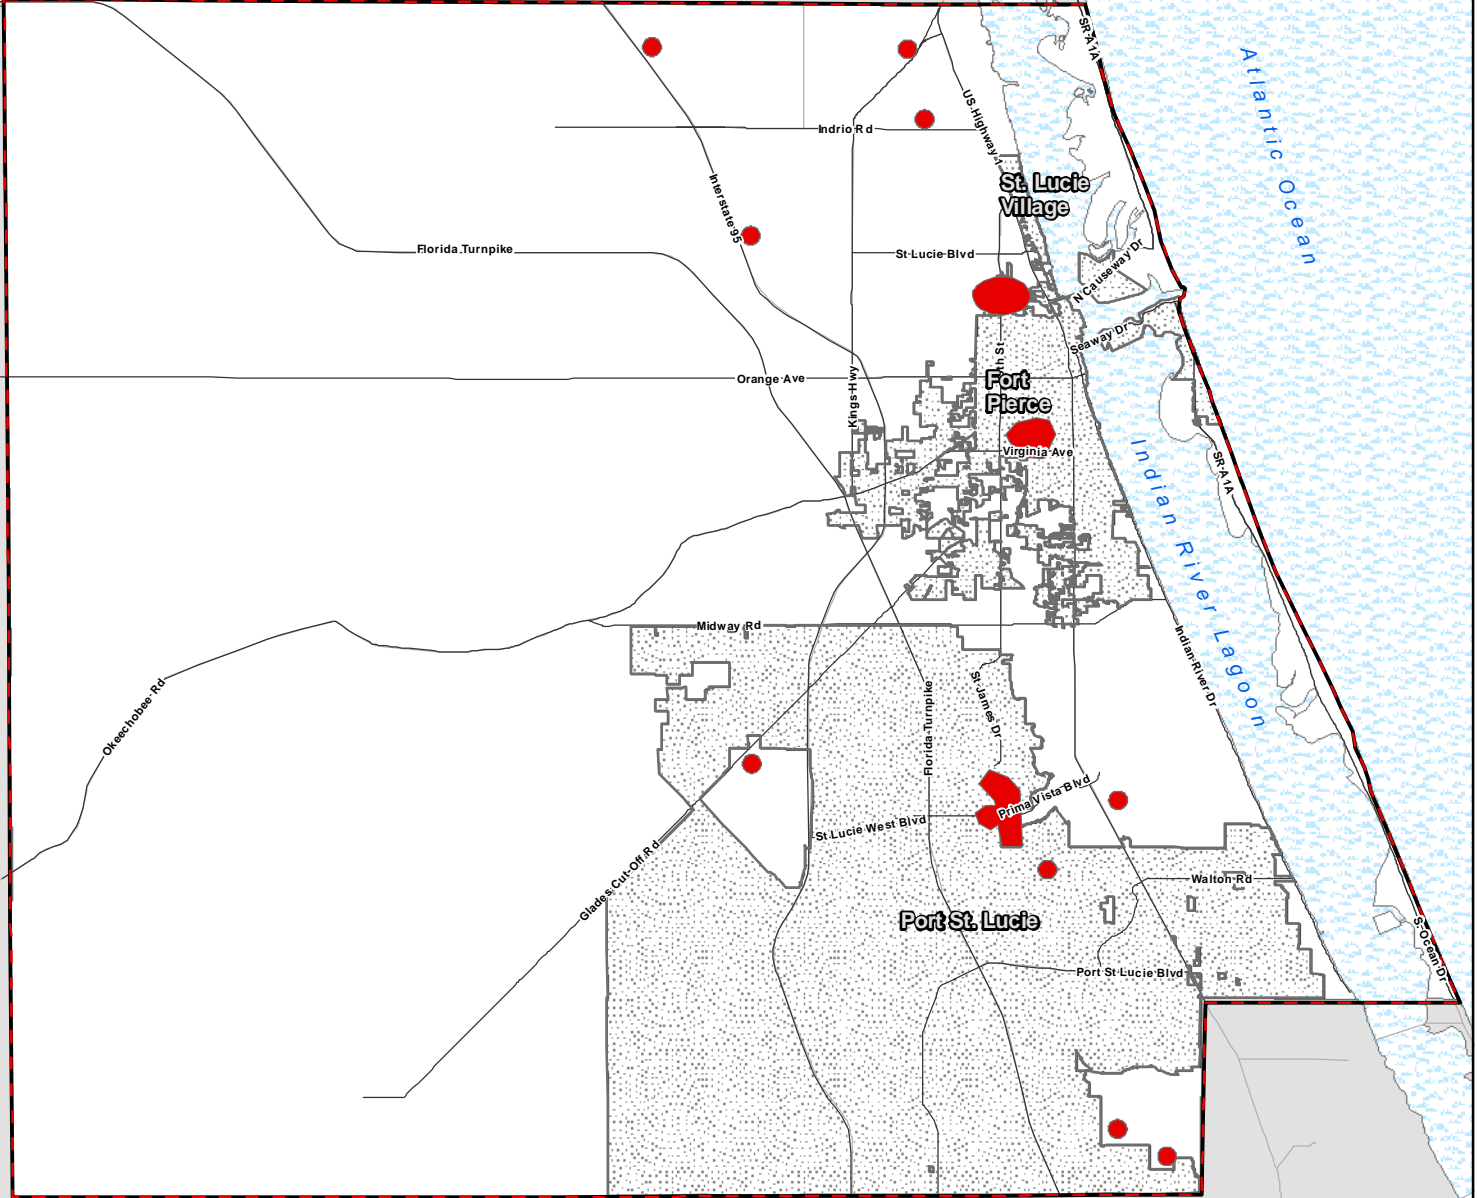 SR A1A
Atlantic Ocean
US Highway 1
Indrio Rd
St. Lucie
Village
Interstate 95
Florida Turnpike
St Lucie Blvd
N Causeway Dr
Seaway Dr
Orange Ave
Kings Hwy
Fort
Pierce
Virginia Ave
SR A1A
Indian River Lagoon
Midway Rd
Indian River Dr
Okeechobee Rd
Florida Turnpike
St James Dr
Prima Vista Blvd
St Lucie West Blvd
Glades Cut-Off Rd
Walton Rd
Port St. Lucie
S Ocean Dr
Port St Lucie Blvd